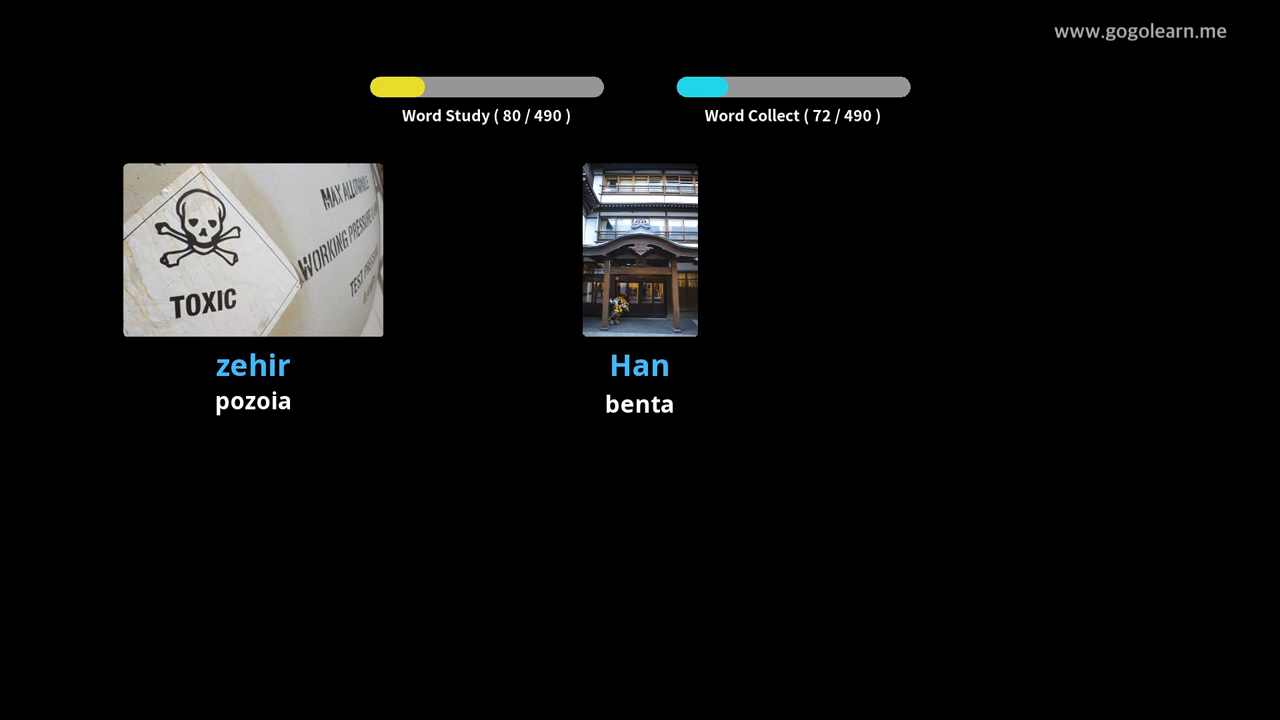 www.gogolearn.me
Word Study ( 80 / 490 )
Word Collect ( 72 / 490 )
TOXIC
MAX ALLOWABLE
WORKING PRESSURE
TEST PRESSURE
zehir
pozoia
Han
benta